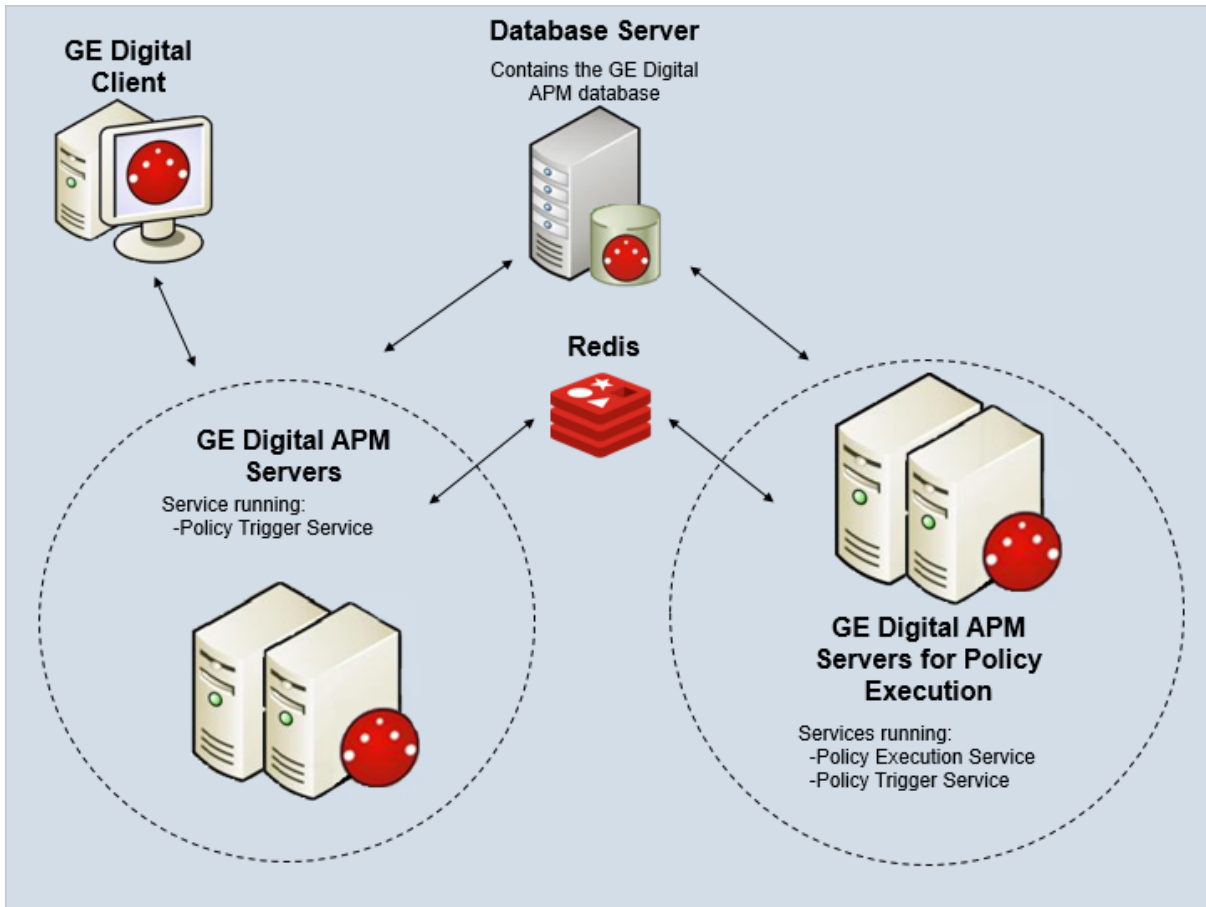 GE Digital
Client
Database Server
Contains the GE Digital
APM database
Redis
GE Digital APM
Servers
Service running:
-Policy Trigger Service
GE Digital APM
Servers for Policy
Execution
Services running:
-Policy Execution Service
-Policy Trigger Service